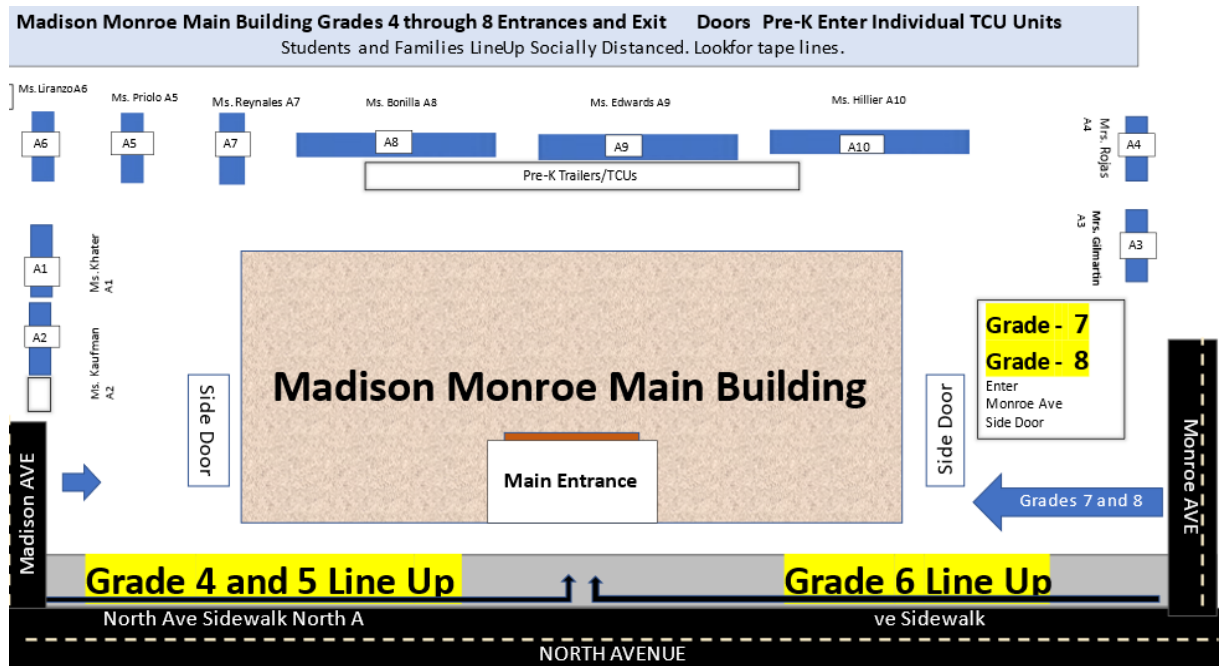 Madison Monroe Main Building Grades 4 through 8 Entrances and Exit Doors Pre-K Enter Individual TCU Units
Students and Families LineUp Socially Distanced. Lookfor tape lines.
Ms. Liranzo A6
Ms. Priolo A5
Ms. Reynales A7
Ms. Bonilla A8
Ms. Edwards A9
Ms. Hillier A10
A6
A5
A7
A8
A9
A10
Mrs. Rojas
A4
A4
Pre-K Trailers/TCUs
A1
Ms. Khater
A1
Mrs. Gilmartin
A3
A3
A2
Ms. Kaufman
A2
Grade - 7
Grade - 8
Enter
Monroe Ave
Side Door
Side Door
Madison Monroe Main Building
Side Door
Main Entrance
Madison AVE
Grades 7 and 8
Monroe AVE
Grade 4 and 5 Line Up
Grade 6 Line Up
North Ave Sidewalk North A
ve Sidewalk
NORTH AVENUE